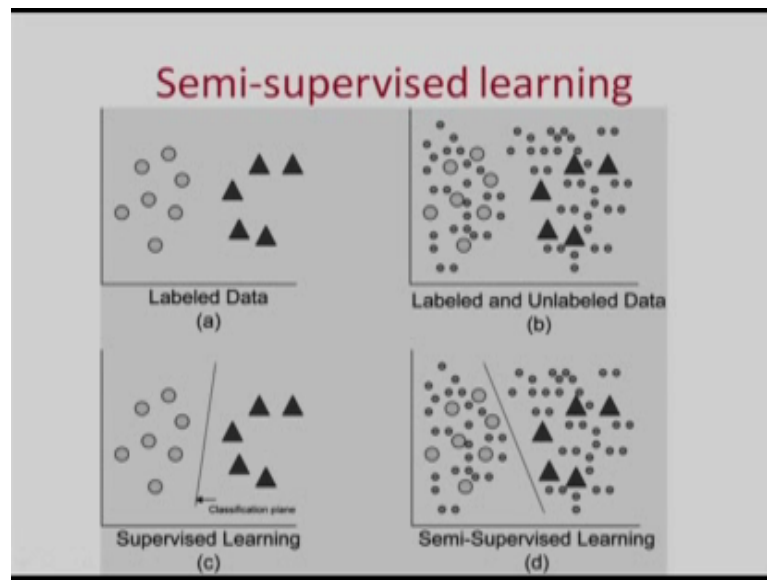 Semi-supervised learning
Labeled Data
(a)
Labeled and Unlabeled Data
(b)
Classification plane
Supervised Learning
(c)
Semi-Supervised Learning
(d)